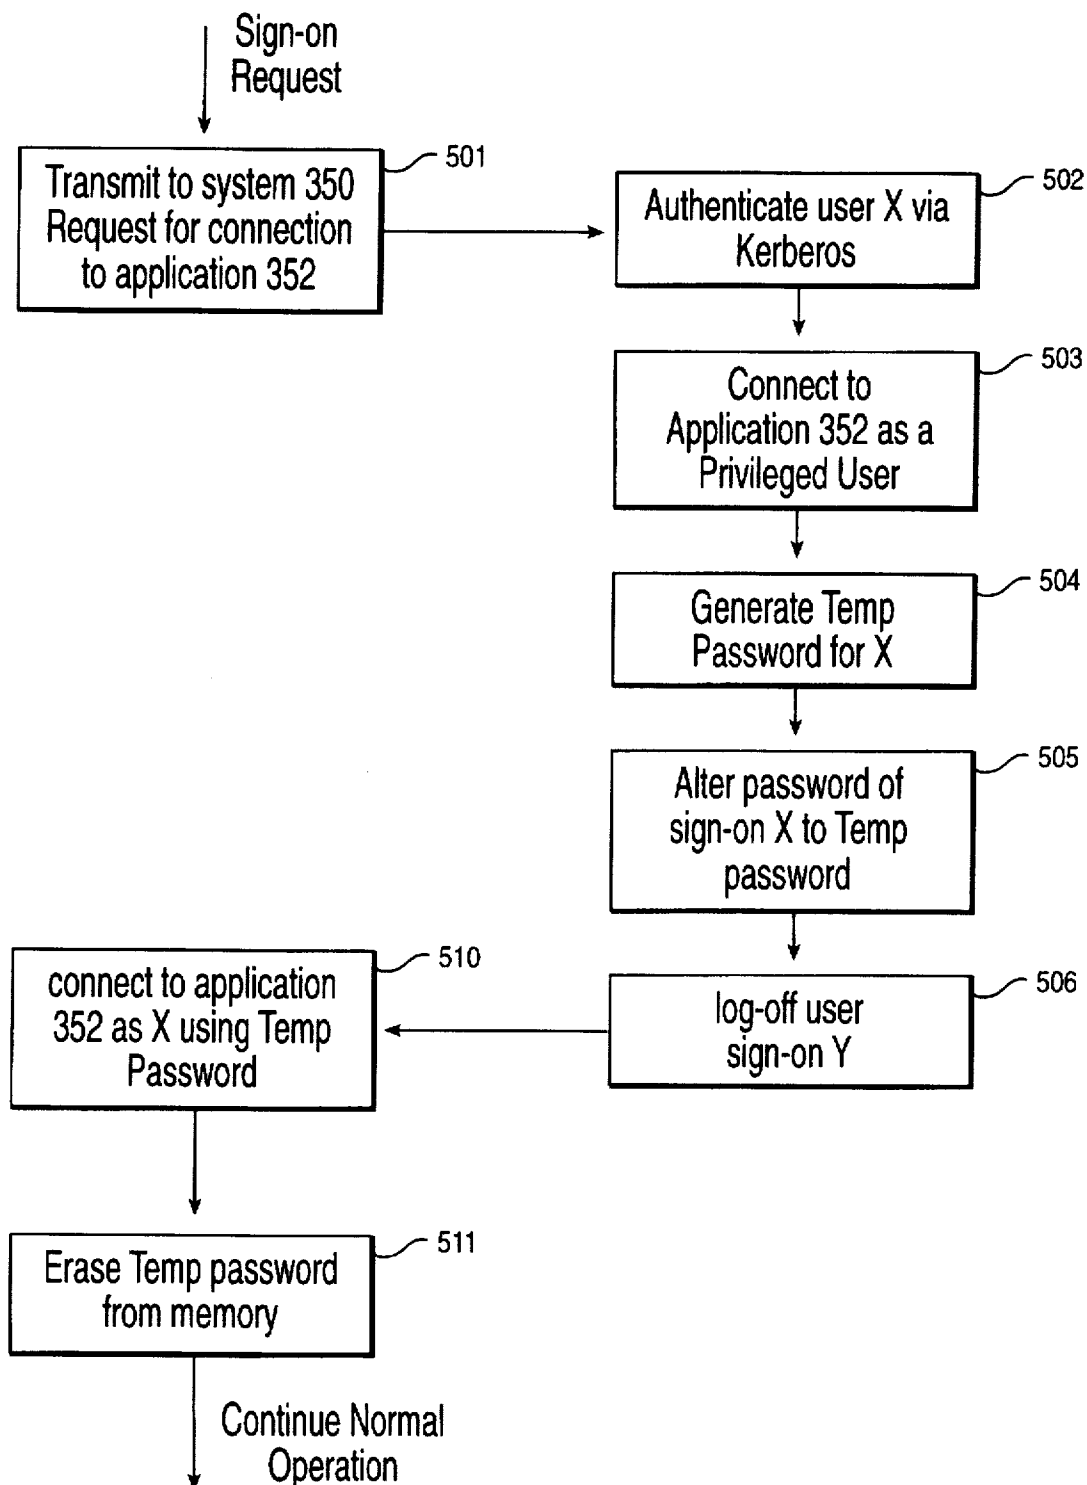 Sign-on
Request
501
Transmit to system 350
Request for connection
to application 352
502
Authenticate user X via
Kerberos
503
Connect to
Application 352 as a
Privileged User
504
Generate Temp
Password for X
505
Alter password of
sign-on X to Temp
password
506
log-off user
sign-on Y
510
connect to application
352 as X using Temp
Password
511
Erase Temp password
from memory
Continue Normal
Operation